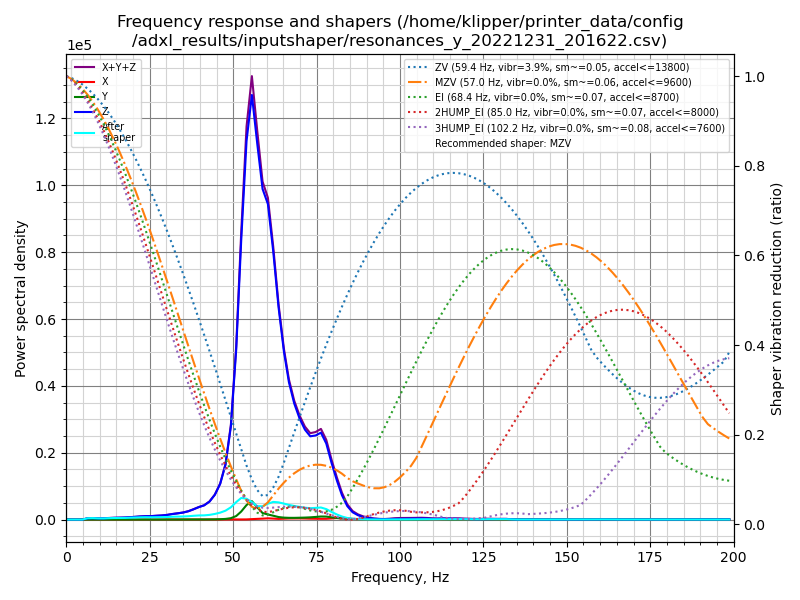 Frequency response and shapers (/home/klipper/printer_data/config
/adxl_results/inputshaper/resonances_y_20221231_201622.csv)
1e5
X+Y+Z
X
Y
Z
After
shaper
ZV (59.4 Hz, vibr=3.9%, sm~=0.05, accel<=13800)
MZV (57.0 Hz, vibr=0.0%, sm~=0.06, accel<=9600)
EI (68.4 Hz, vibr=0.0%, sm~=0.07, accel<=8700)
2HUMP_EI (85.0 Hz, vibr=0.0%, sm~=0.07, accel<=8000)
3HUMP_EI (102.2 Hz, vibr=0.0%, sm~=0.08, accel<=7600)
Recommended shaper: MZV
Power spectral density
1.2
1.0
0.8
0.6
0.4
0.2
0.0
1.0
0.8
0.6
0.4
0.2
0.0
Shaper vibration reduction (ratio)
0 25 50 75 100 125 150 175 200
Frequency, Hz